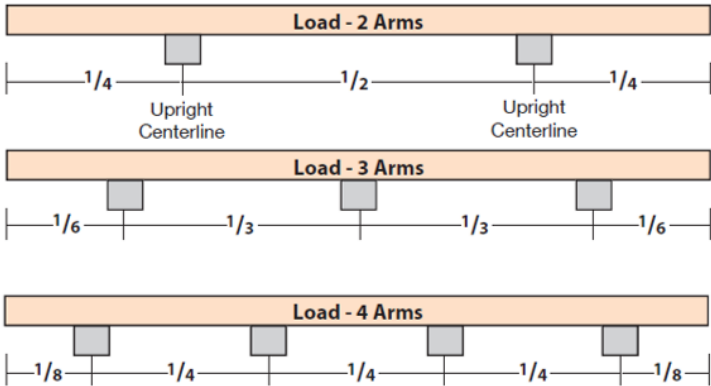 Load - 2 Arms
1/4 1/2 1/4
Upright Upright
Centerline Centerline
Load - 3 Arms
1/6 1/3 1/3 1/6
Load - 4 Arms
1/8 1/4 1/4 1/4 1/8